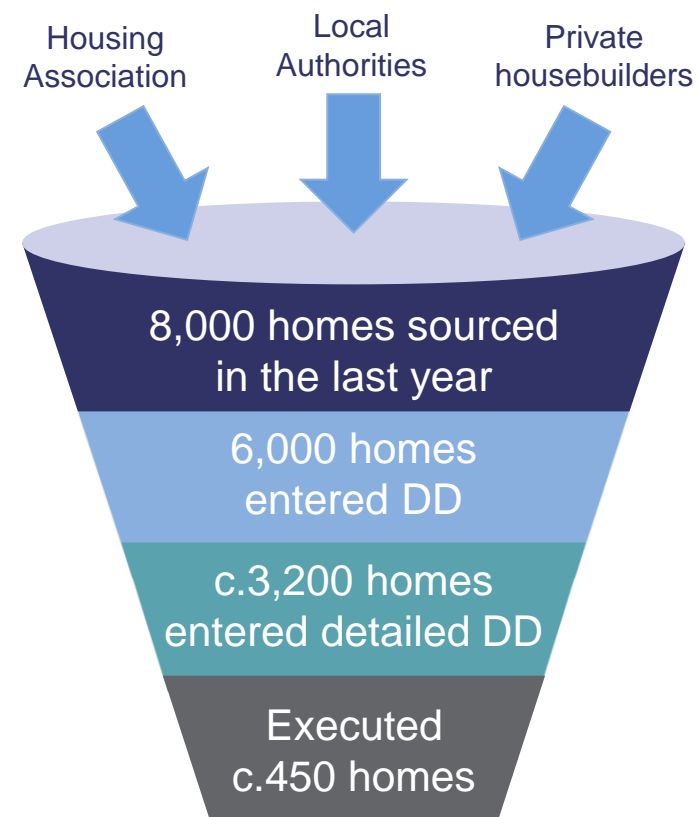 Housing
Association
Local
Authorities
Private
housebuilders
8,000 homes sourced
in the last year
6,000 homes
entered DD
c.3,200 homes
entered detailed DD
Executed
c.450 homes